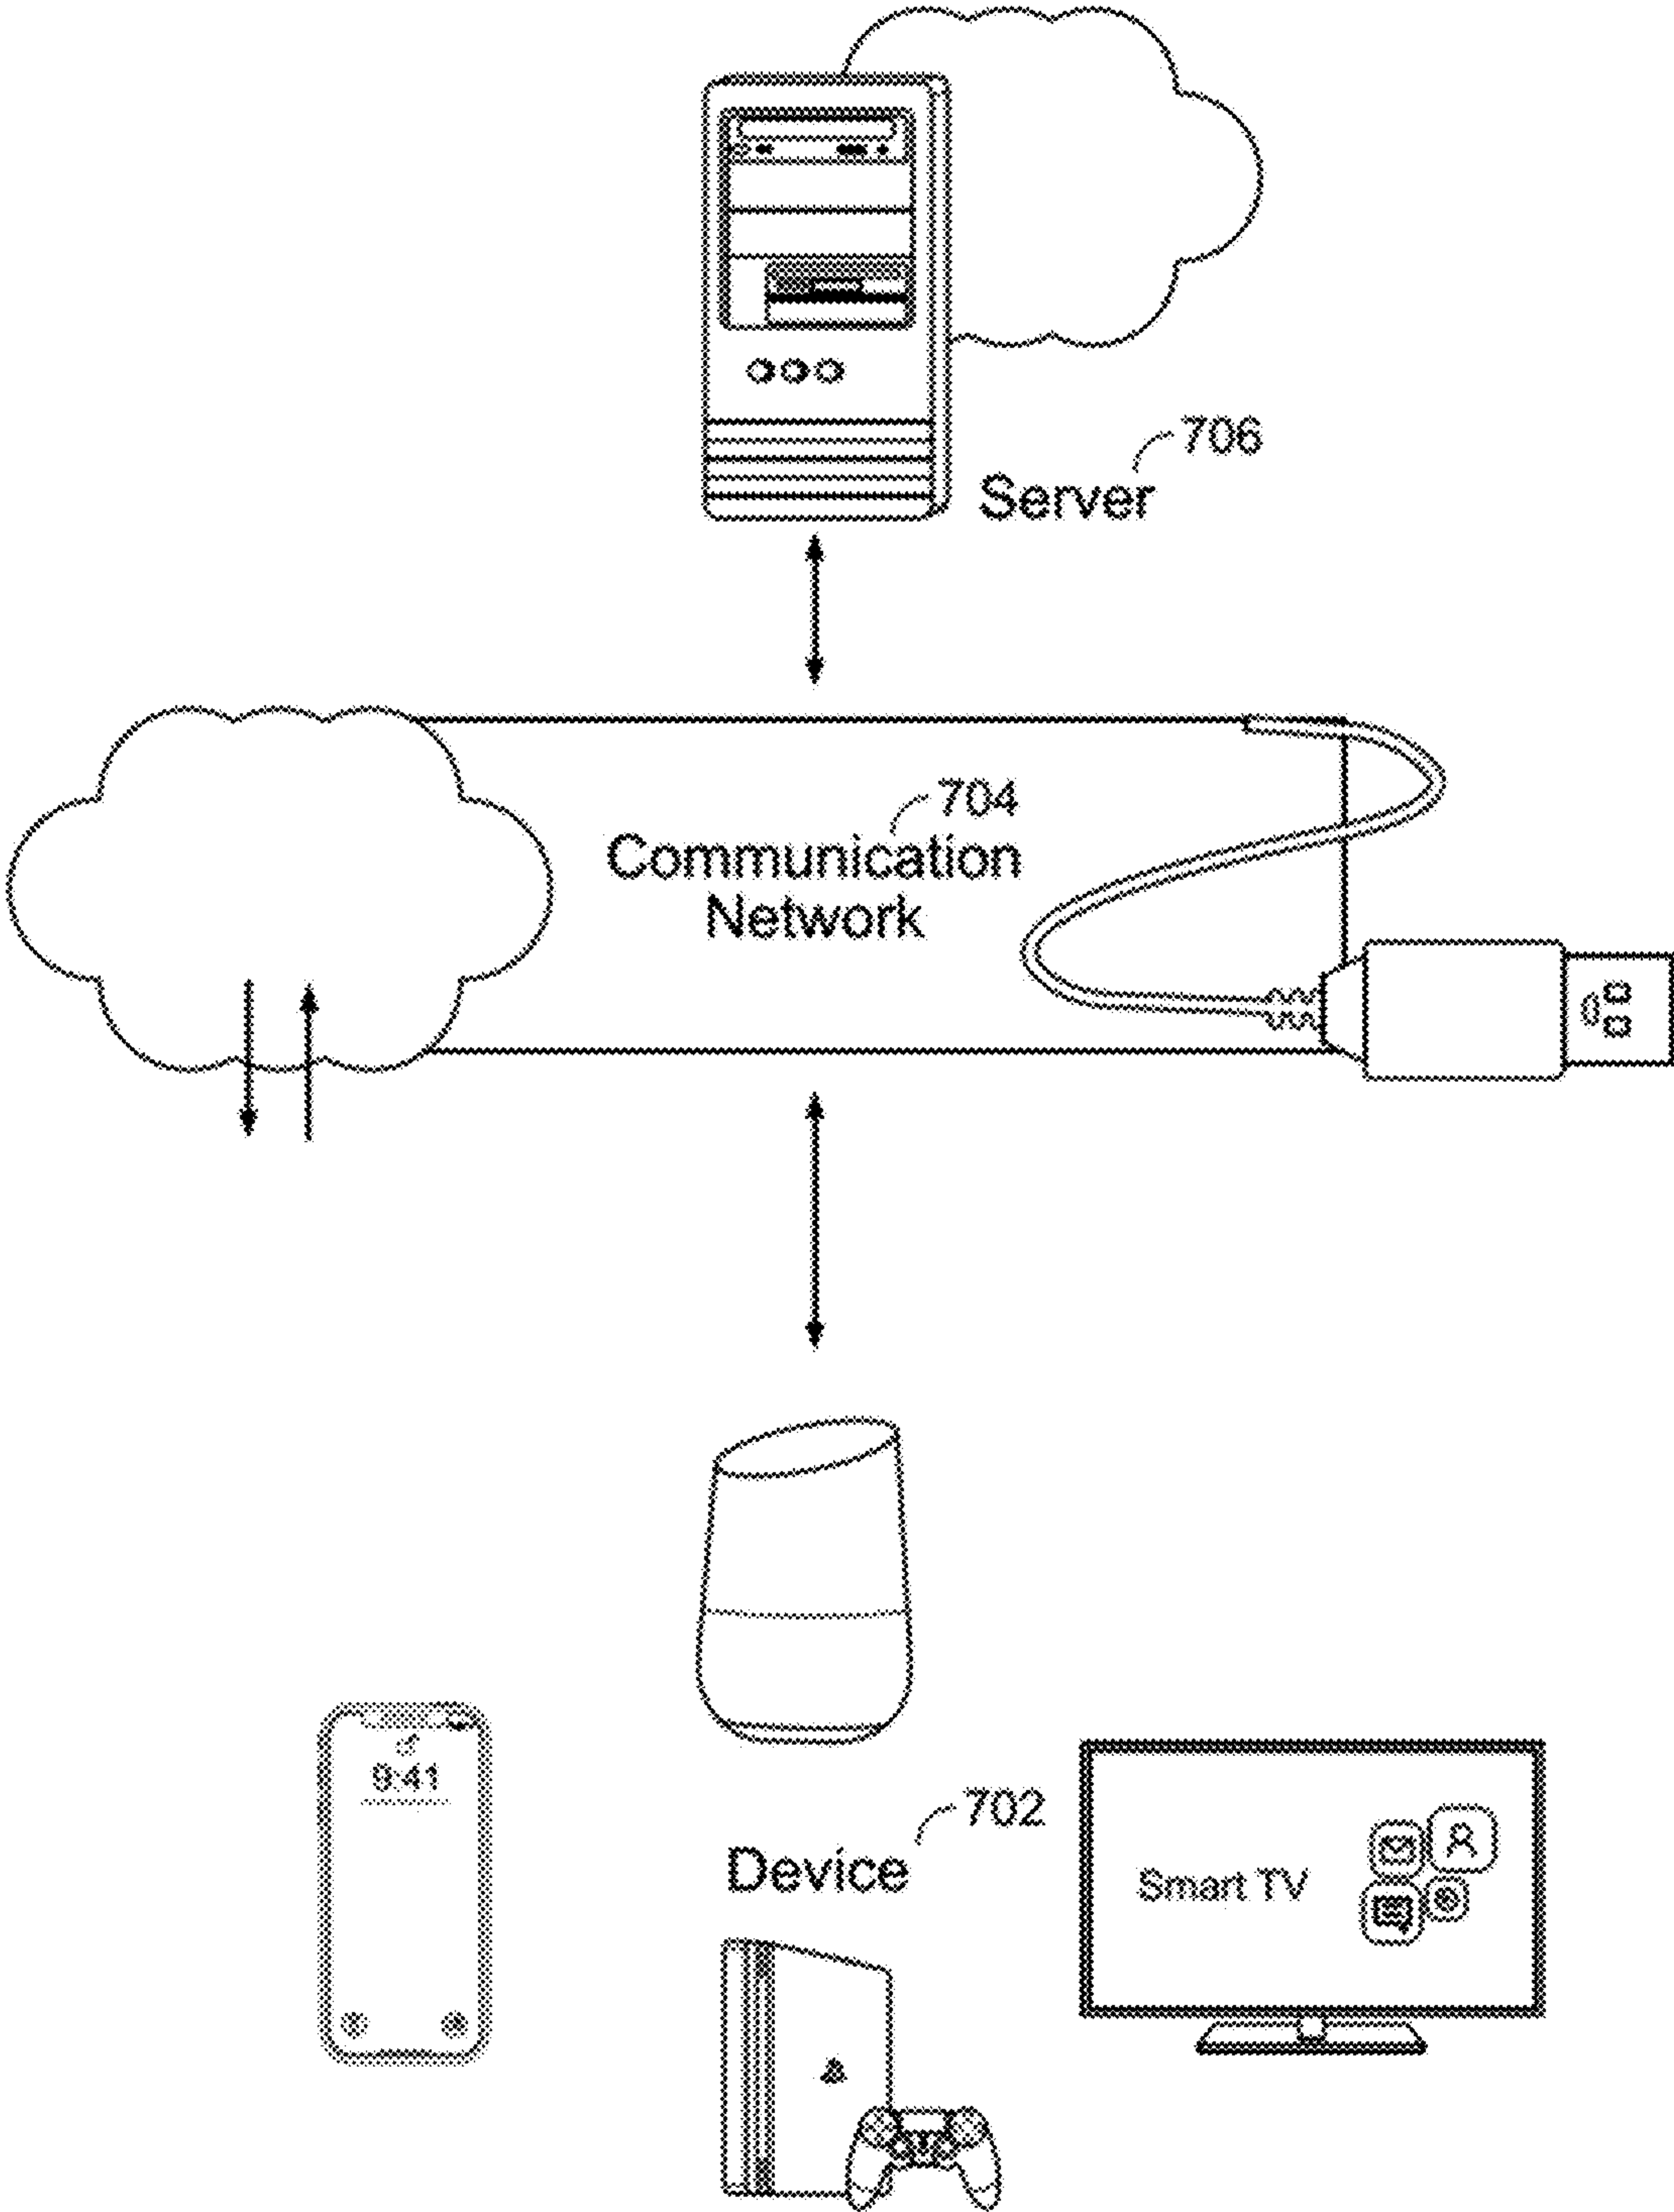 706
Server
704
Communication
Network
9:41
702
Device
Smart TV